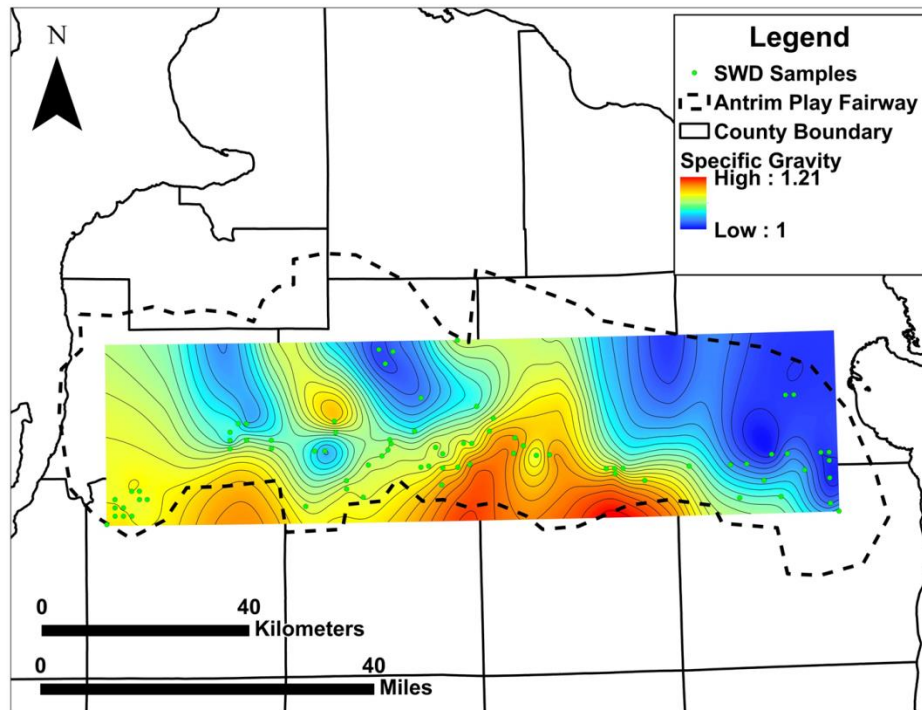 N
Legend
SWD Samples
Antrim Play Fairway
County Boundary
Specific Gravity
High : 1.21
Low : 1
0 40
Kilometers
0 40
Miles